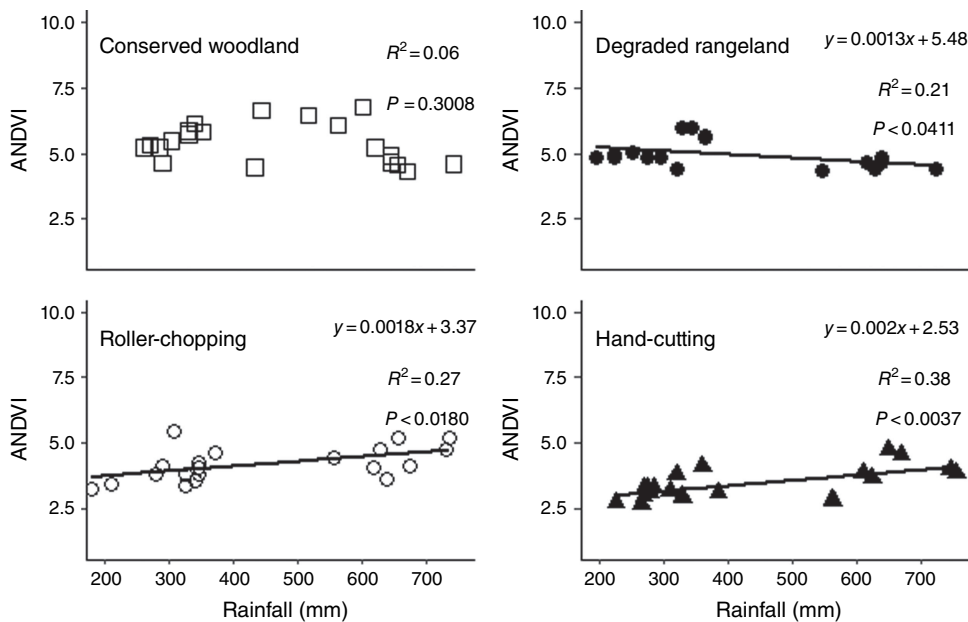 10.0
7.5
5.0
2.5
ANDVI
Conserved woodland
R² = 0.06
P = 0.3008
10.0
7.5
5.0
2.5
ANDVI
Degraded rangeland
y = 0.0013x + 5.48
R² = 0.21
P < 0.0411
10.0
7.5
5.0
2.5
ANDVI
Roller-chopping
y = 0.0018x + 3.37
R² = 0.27
P < 0.0180
200 300 400 500 600 700
Rainfall (mm)
10.0
7.5
5.0
2.5
ANDVI
Hand-cutting
y = 0.002x + 2.53
R² = 0.38
P < 0.0037
200 300 400 500 600 700
Rainfall (mm)